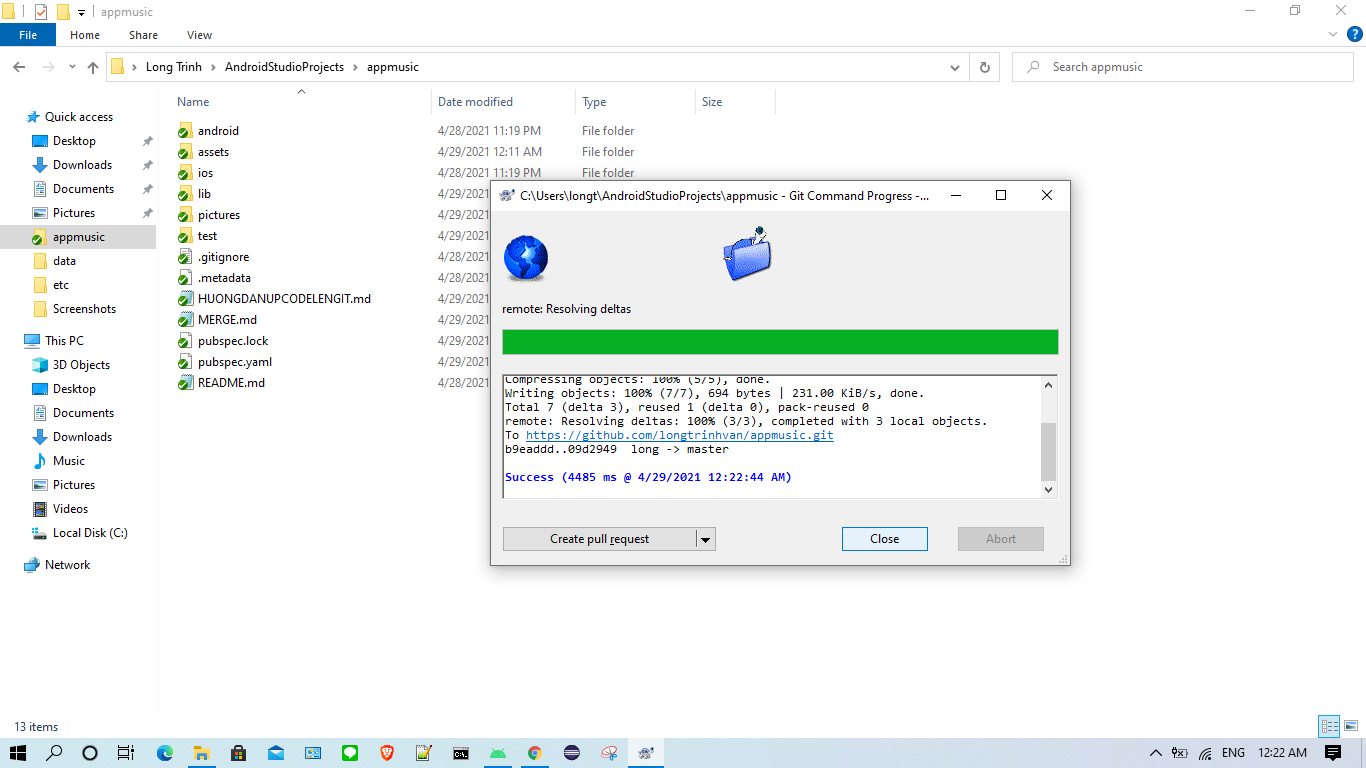 appmusic
File Home Share View
Long Trinh AndroidStudioProjects appmusic
Search appmusic
Name Date modified Type Size
Quick access
Desktop
Downloads
Documents
Pictures
appmusic
data
etc
Screenshots
This PC
3D Objects
Desktop
Documents
Downloads
Music
Pictures
Videos
Local Disk (C:)
Network
android 4/28/2021 11:19 PM File folder
assets 4/29/2021 12:11 AM File folder
ios 4/28/2021 11:19 PM File folder
lib 4/29/2021
pictures 4/29/2021
test 4/29/2021
.gitignore 4/28/2021
.metadata 4/28/2021
HUONGDANUPCODELENGIT.md 4/29/2021
MERGE.md 4/29/2021
pubspec.lock 4/29/2021
pubspec.yaml 4/29/2021
README.md 4/28/2021
C:\Users\longt\AndroidStudioProjects\appmusic - Git Command Progress -...
remote: Resolving deltas
Compressing objects: 100% (5/5), done.
Writing objects: 100% (7/7), 694 bytes | 231.00 KiB/s, done.
Total 7 (delta 3), reused 1 (delta 0), pack-reused 0
remote: Resolving deltas: 100% (3/3), completed with 3 local objects.
To https://github.com/longtrinhvan/appmusic.git
b9eaddd..09d2949 long -> master
Success (4485 ms @ 4/29/2021 12:22:44 AM)
Create pull request Close Abort
13 items
ENG 12:22 AM